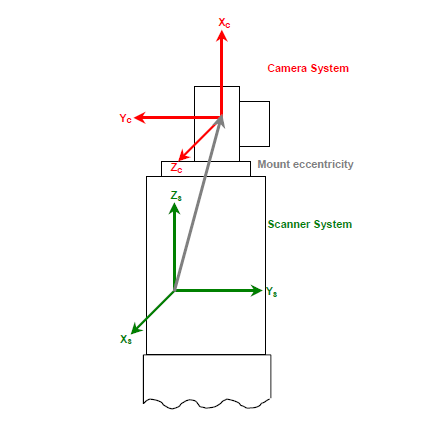 Xc
Camera System
Yc
Zc
Mount eccentricity
Zs
Scanner System
Ys
Xs